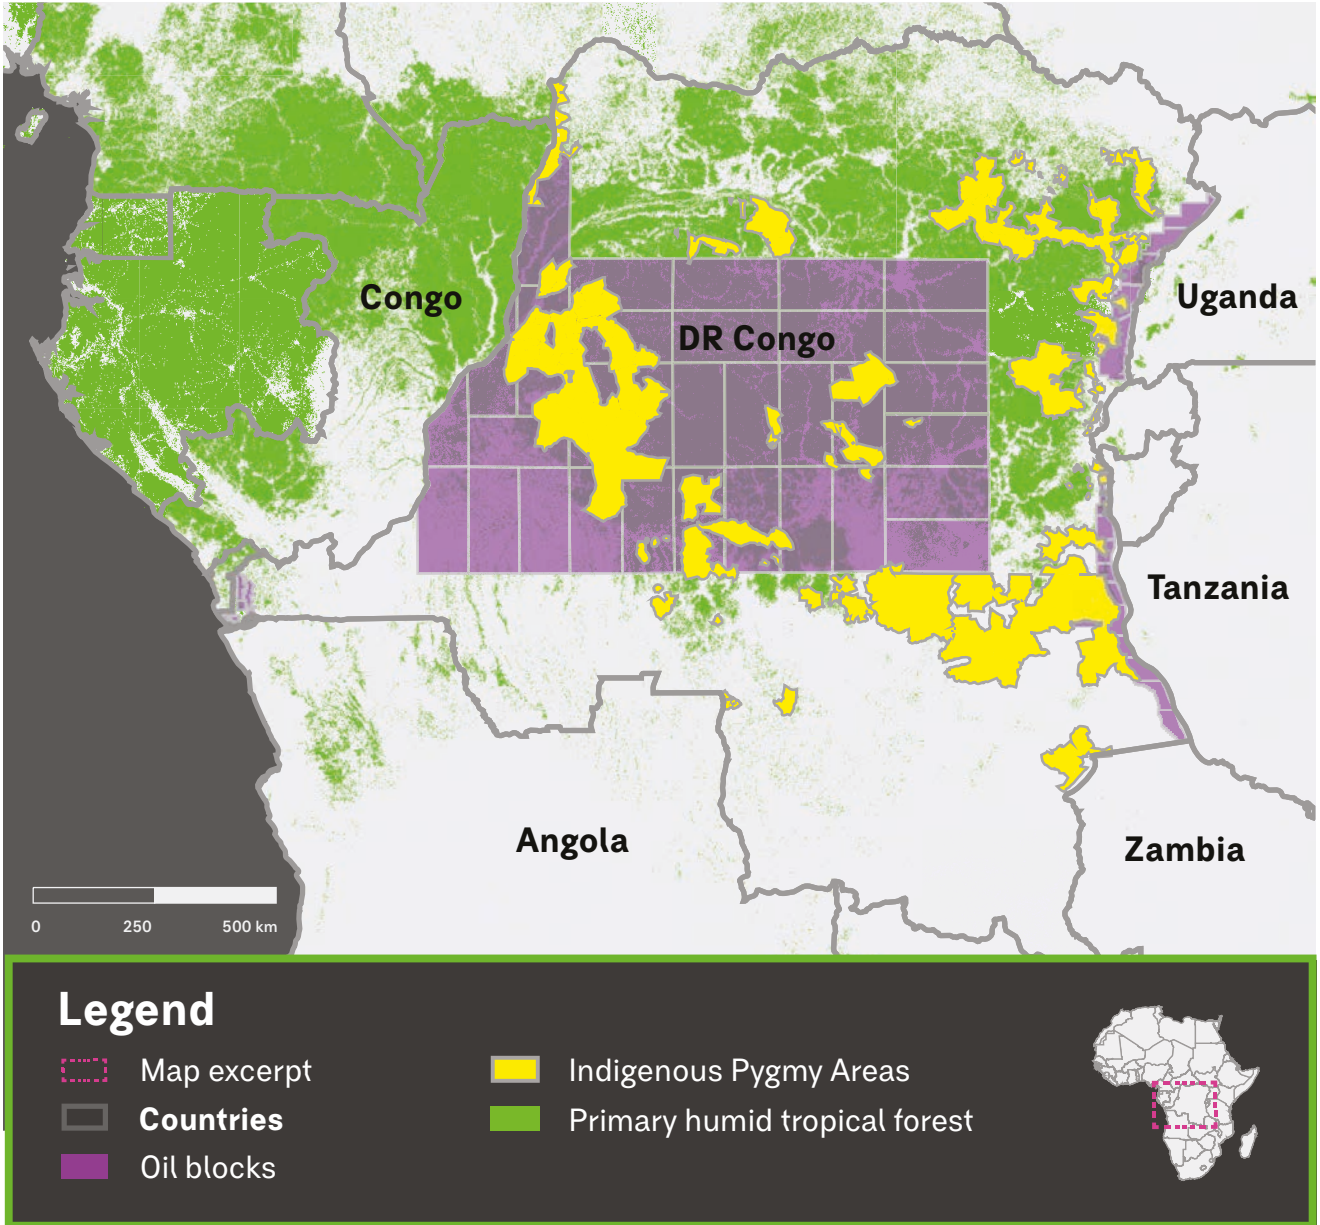 Congo
DR Congo
Uganda
Tanzania
Angola
Zambia
0 250 500 km
Legend
Map excerpt
Countries
Oil blocks
Indigenous Pygmy Areas
Primary humid tropical forest